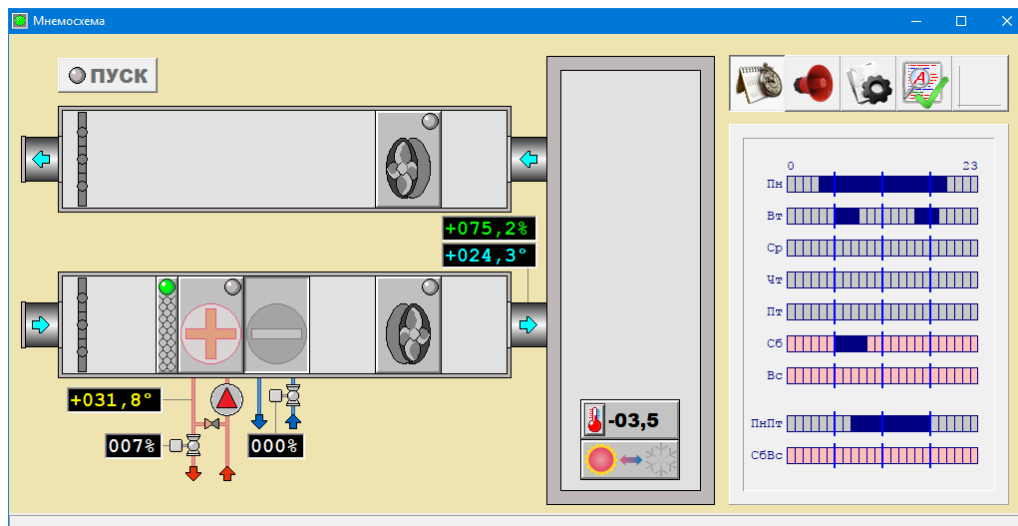 Мнемосхема
ПУСК
0 23
Пн
Вт
Ср
Чт
Пт
Сб
Вс
ПнПт
СбВс
+075,2%
+024,3°
+031,8°
007%
000%
-03,5
A